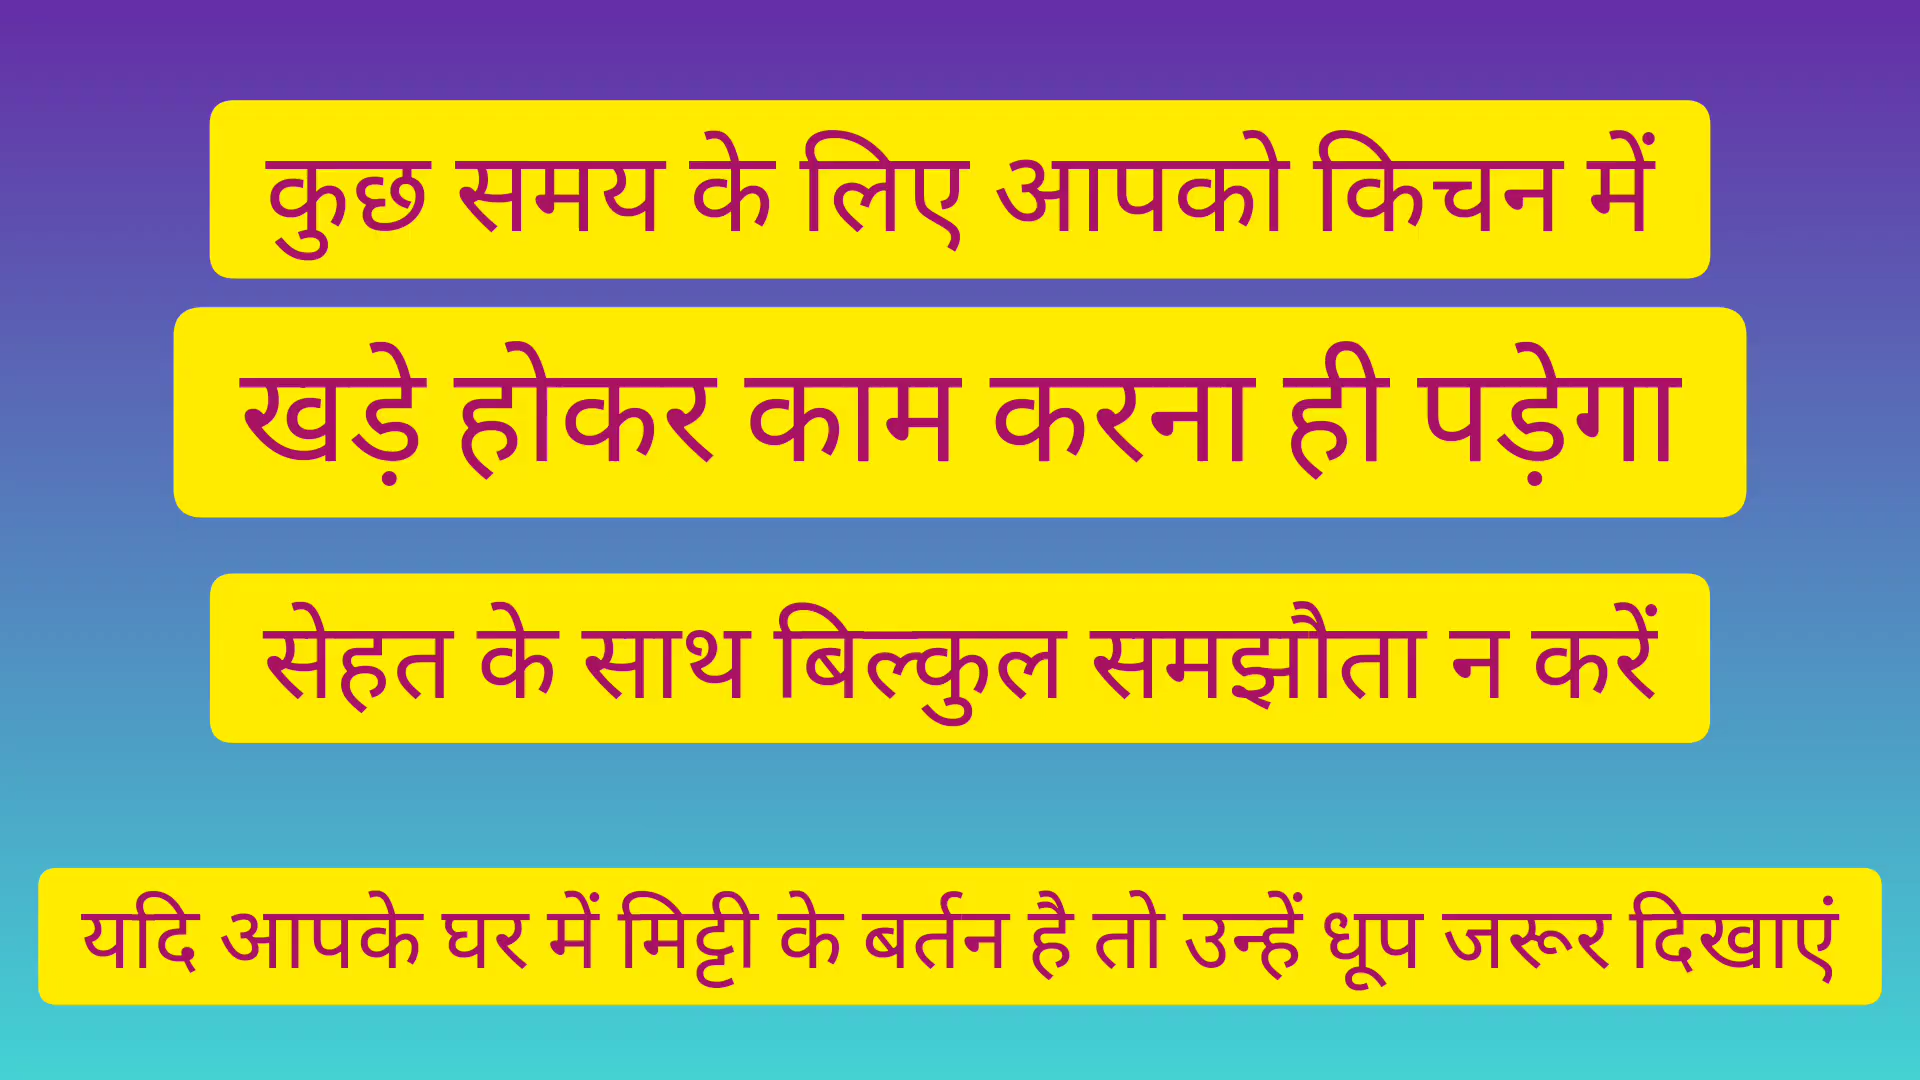 कुछ समय के लिए आपको किचन में
खड़े होकर काम करना ही पड़ेगा
सेहत के साथ बिल्कुल समझौता न करें
यदि आपके घर में मिट्टी के बर्तन है तो उन्हें धूप जरूर दिखाएं